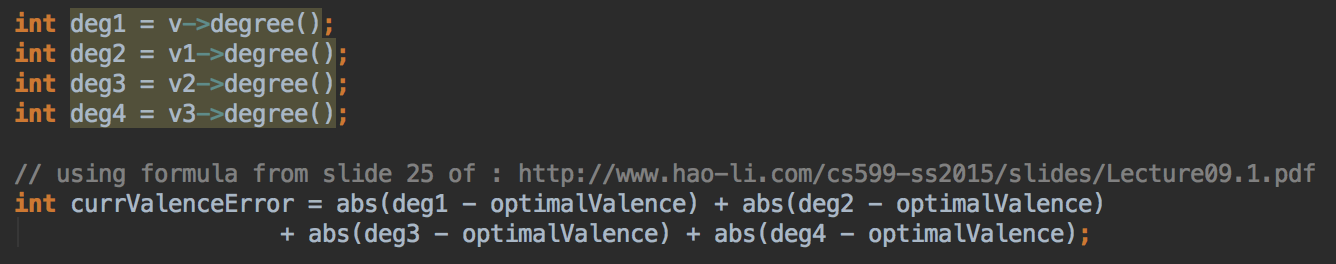 int deg1 = v->degree();
int deg2 = v1->degree();
int deg3 = v2->degree();
int deg4 = v3->degree();
// using formula from slide 25 of : http://www.hao-li.com/cs599-ss2015/slides/Lecture09.1.pdf
int currValenceError = abs(deg1 - optimalValence) + abs(deg2 - optimalValence)
+ abs(deg3 - optimalValence) + abs(deg4 - optimalValence);